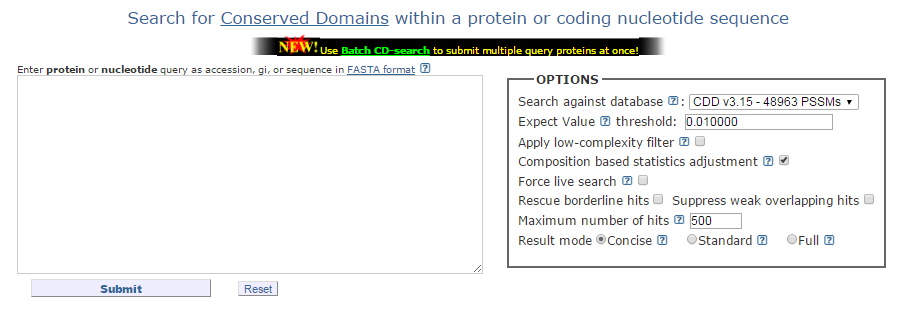 Search for Conserved Domains within a protein or coding nucleotide sequence
NEW! Use Batch CD-search to submit multiple query proteins at once!
Enter protein or nucleotide query as accession, gi, or sequence in FASTA format ?
OPTIONS
Search against database ? : CDD v3.15 - 48963 PSSMs
Expect Value ? threshold: 0.010000
Apply low-complexity filter ?
Composition based statistics adjustment ?
Force live search ?
Rescue borderline hits Suppress weak overlapping hits
Maximum number of hits ? 500
Result mode Concise ? Standard ? Full ?
Submit Reset